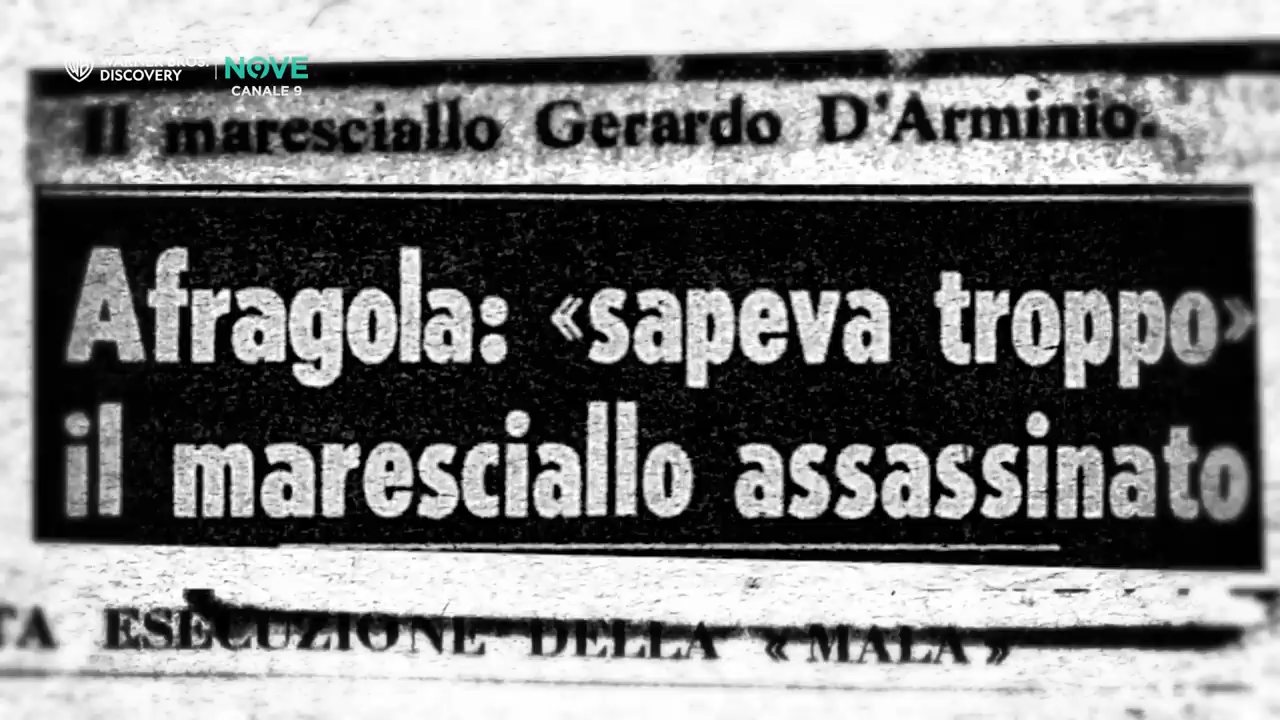 WARNER BROS.
DISCOVERY
NOVE
CANALE 9
Il maresciallo Gerardo D'Arminio.
Afragola: «sapeva troppo»
il maresciallo assassinato
TA ESECUZIONE DELLA «MALA»